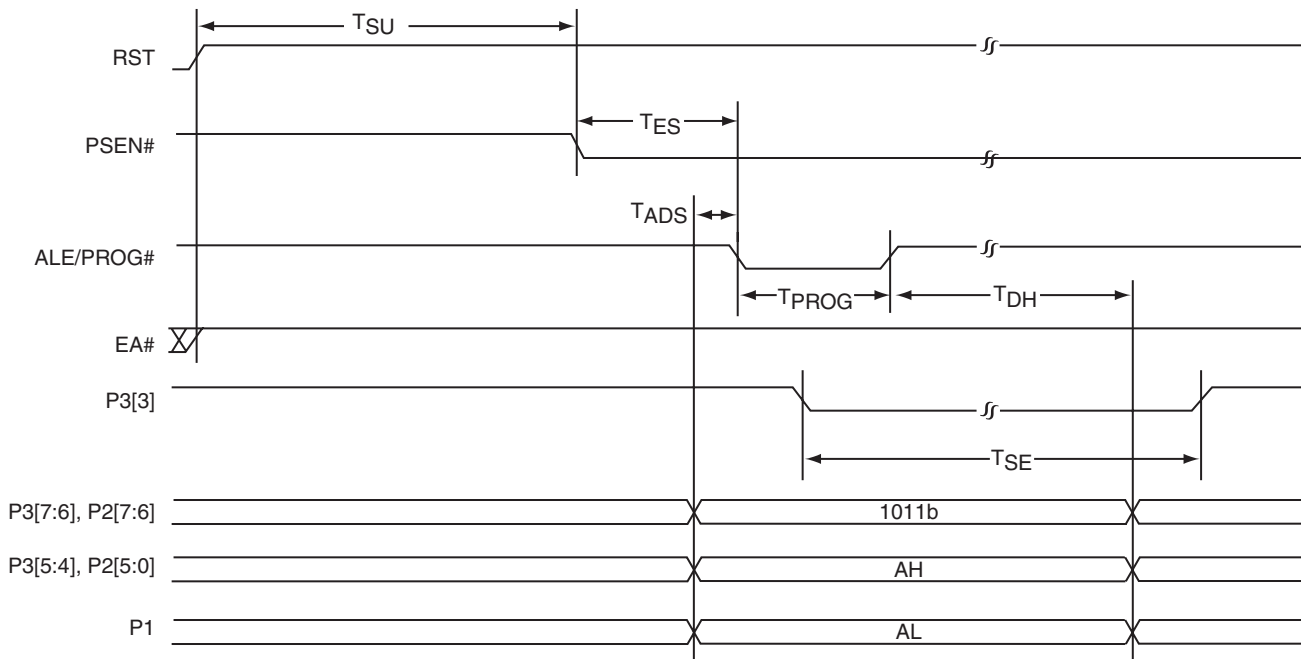 TSU
RST
TES
PSEN#
TADS
ALE/PROG#
TPROG
TDH
EA#
P3[3]
TSE
P3[7:6], P2[7:6]
1011b
P3[5:4], P2[5:0]
AH
P1
AL